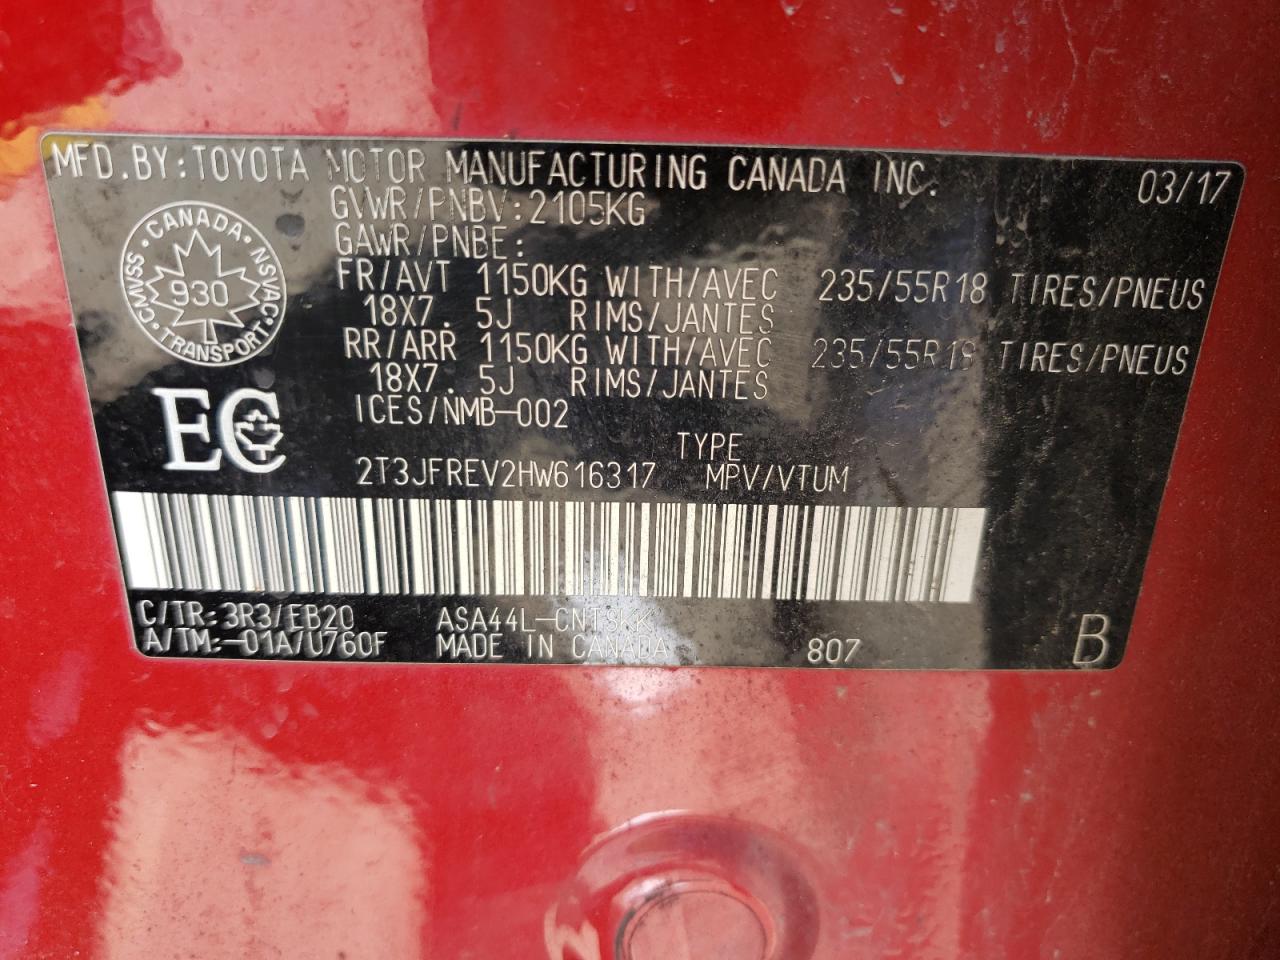 MFD.BY:TOYOTA MOTOR MANUFACTURING CANADA INC. 03/17
GVWR/PNBV:2105KG
GAWR/PNBE:
FR/AVT 1150KG WITH/AVEC 235/55R18 TIRES/PNEUS
18X7.5J RIMS/JANTES
RR/ARR 1150KG WITH/AVEC 235/55R18 TIRES/PNEUS
18X7.5J RIMS/JANTES
ICES/NMB-002
CANADA
CMVSS · NSVAC
930
TRANSPORT
EC
TYPE
2T3JFREV2HW616317 MPV/VTUM
C/TR:3R3/EB20 ASA44L-CNTSKK
A/TM:-01A/U760F MADE IN CANADA 807 B